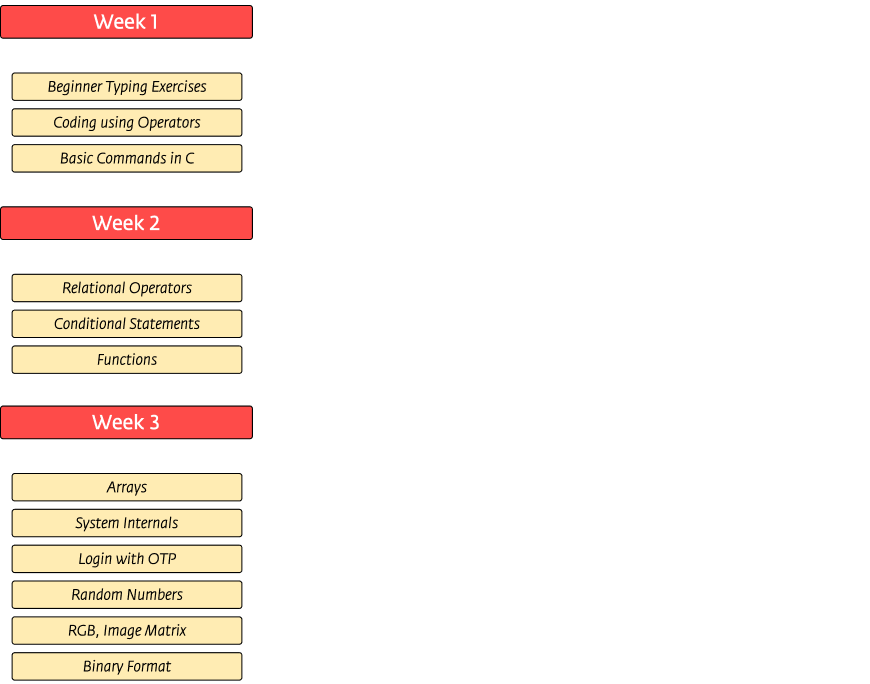 Week 1
Beginner Typing Exercises
Coding using Operators
Basic Commands in C
Week 2
Relational Operators
Conditional Statements
Functions
Week 3
Arrays
System Internals
Login with OTP
Random Numbers
RGB, Image Matrix
Binary Format